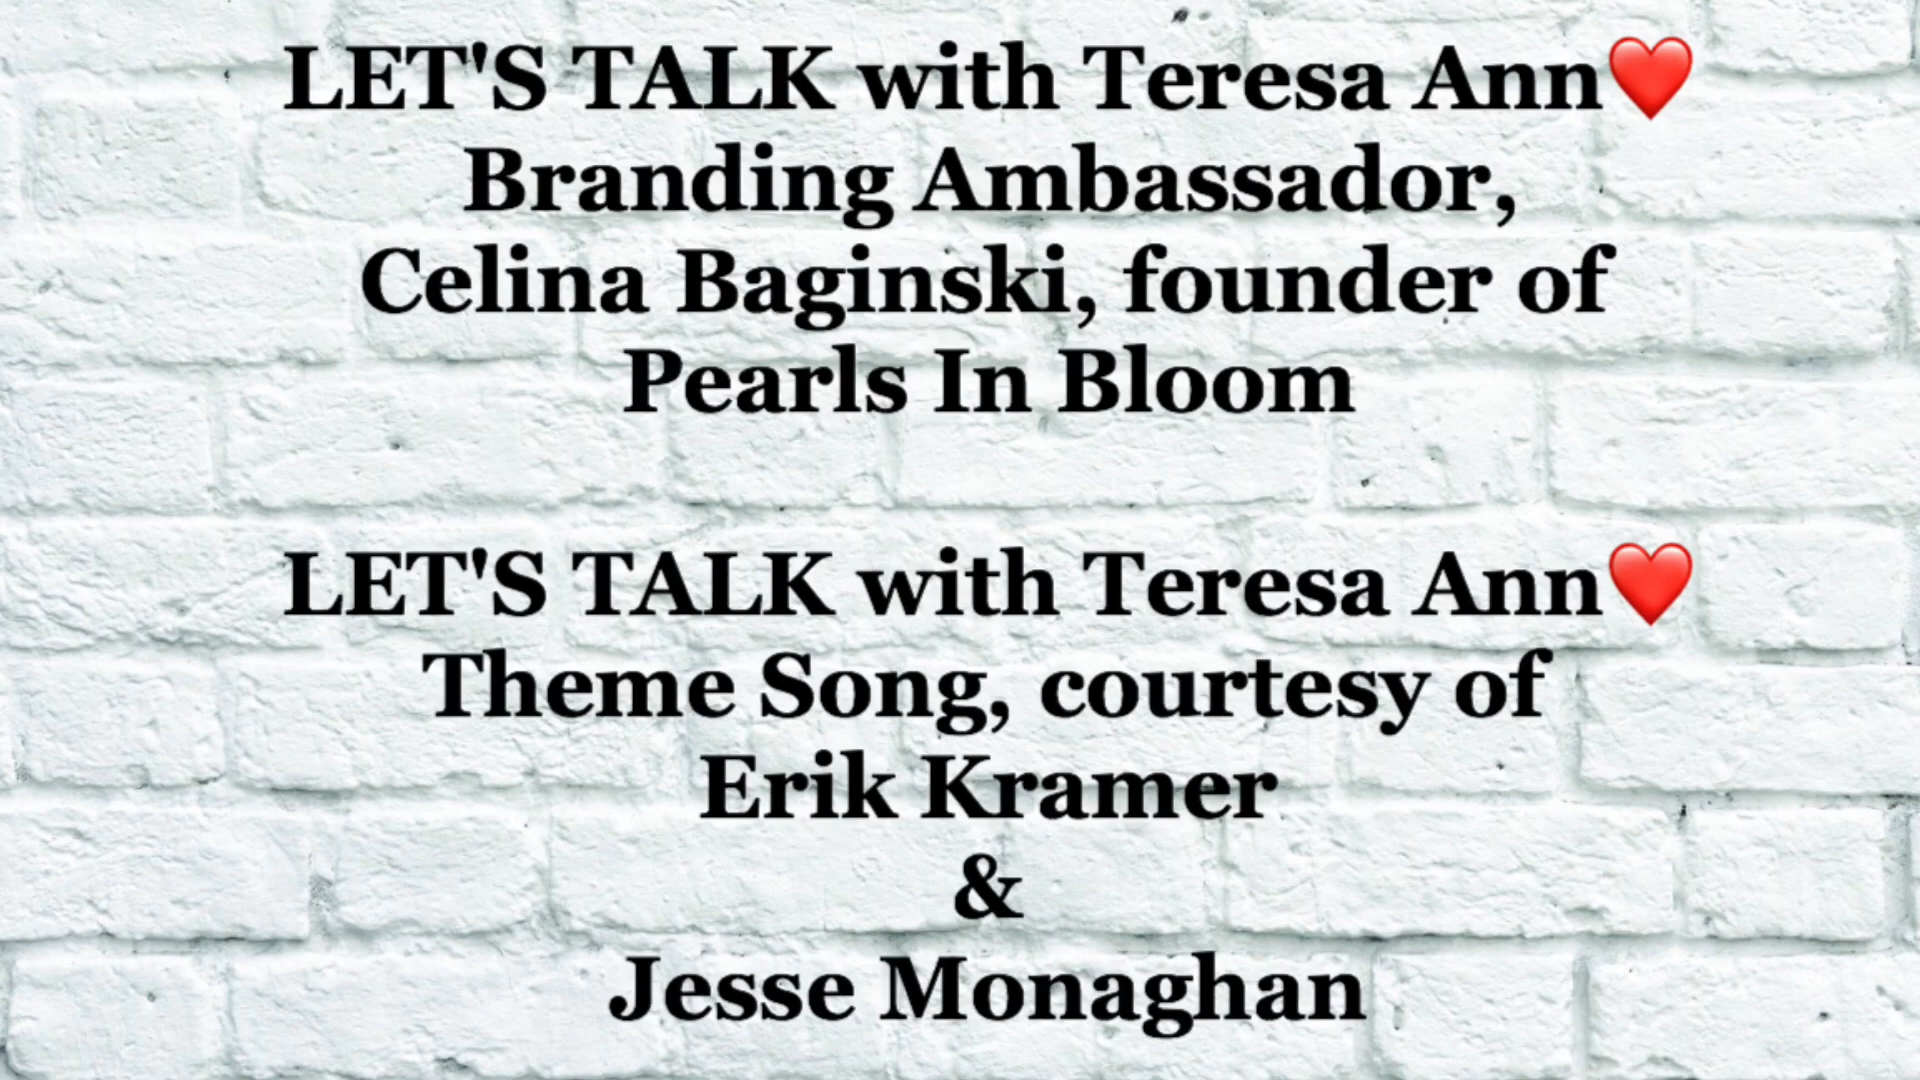 LET'S TALK with Teresa Ann❤️
Branding Ambassador,
Celina Baginski, founder of
Pearls In Bloom
LET'S TALK with Teresa Ann❤️
Theme Song, courtesy of
Erik Kramer
&
Jesse Monaghan